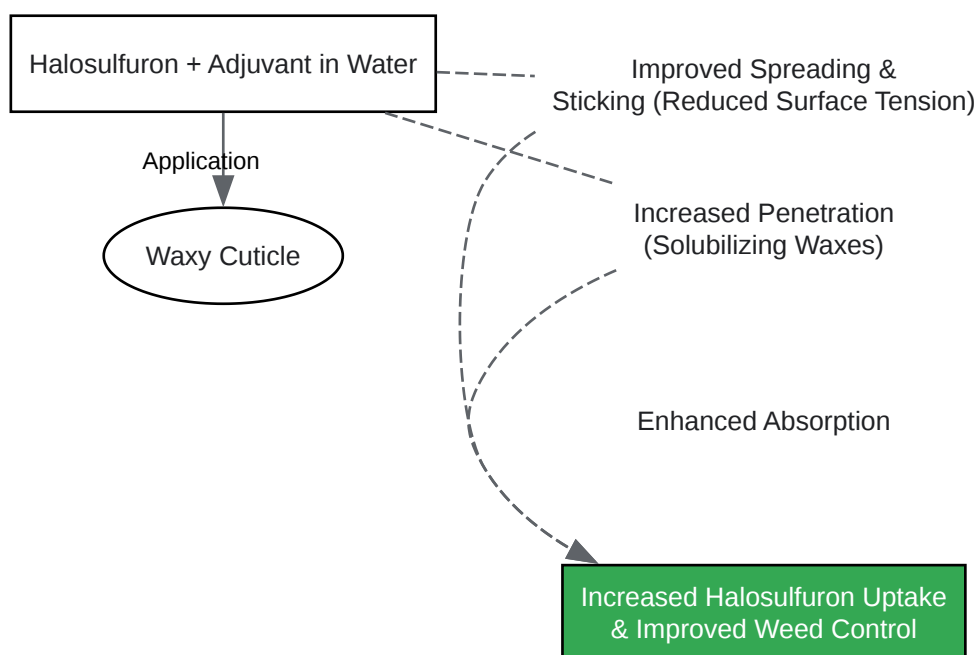 Halosulfuron + Adjuvant in Water
Improved Spreading &
Sticking (Reduced Surface Tension)
Application
Increased Penetration
(Solubilizing Waxes)
Waxy Cuticle
Enhanced Absorption
Increased Halosulfuron Uptake
& Improved Weed Control